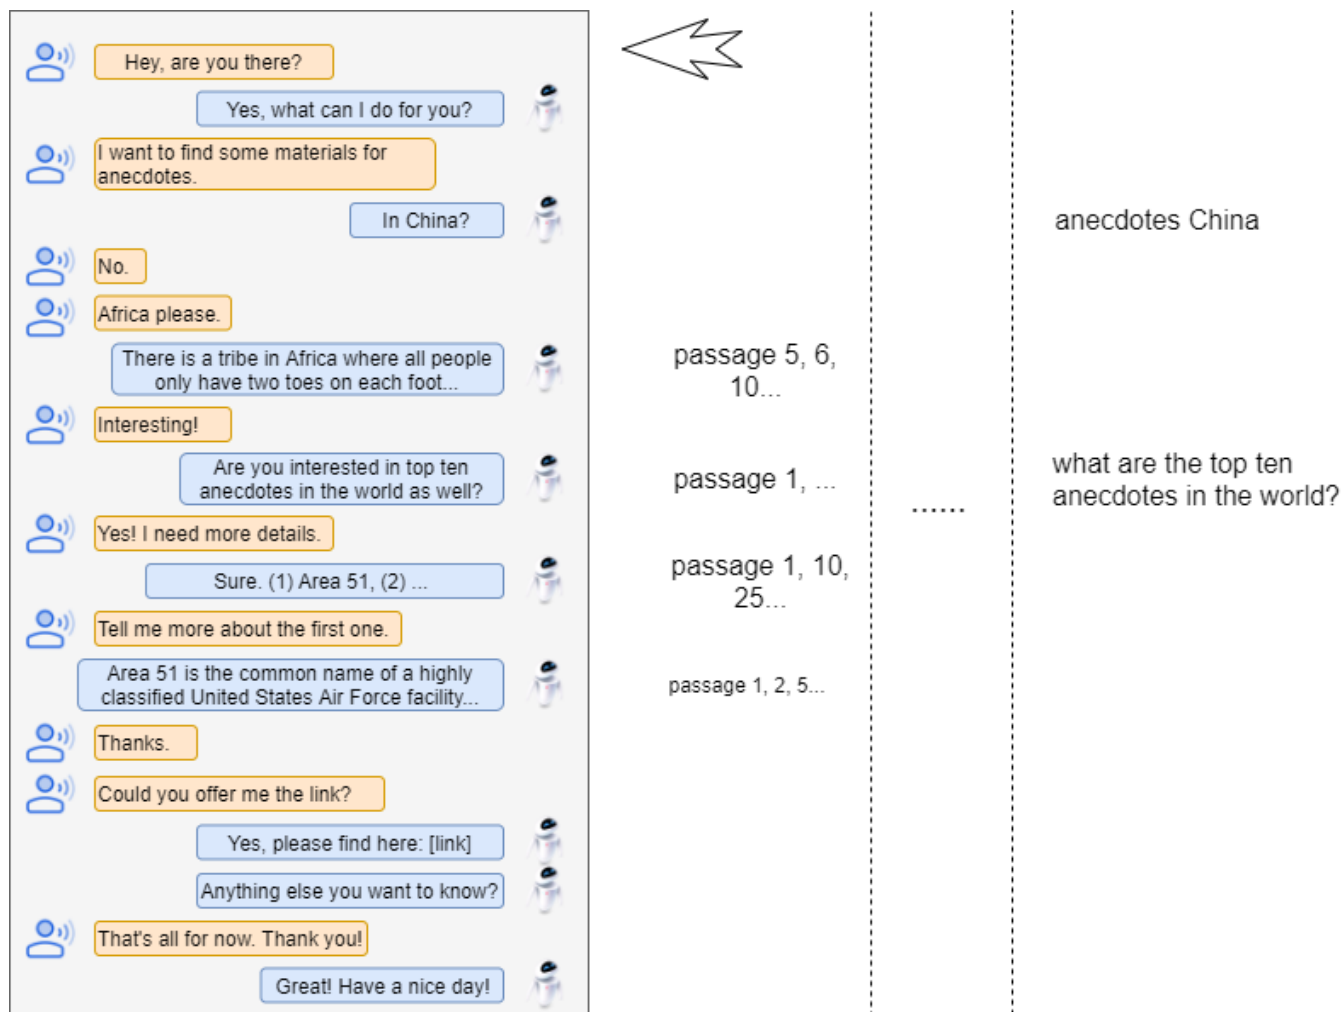 Hey, are you there?
Yes, what can I do for you?
I want to find some materials for
anecdotes.
In China?
anecdotes China
No.
Africa please.
There is a tribe in Africa where all people
only have two toes on each foot...
passage 5, 6,
10...
Interesting!
Are you interested in top ten
anecdotes in the world as well?
passage 1, ...
what are the top ten
anecdotes in the world?
......
Yes! I need more details.
Sure. (1) Area 51, (2) ...
passage 1, 10,
25...
Tell me more about the first one.
Area 51 is the common name of a highly
classified United States Air Force facility...
passage 1, 2, 5...
Thanks.
Could you offer me the link?
Yes, please find here: [link]
Anything else you want to know?
That's all for now. Thank you!
Great! Have a nice day!